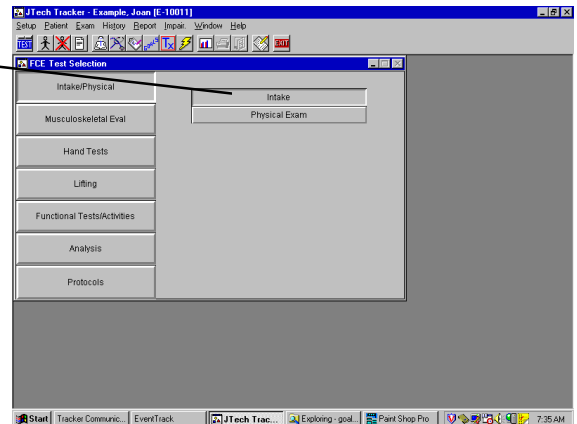 JTech Tracker - Example, Joan [E-10011]
Setup Patient Exam History Report Impair. Window Help
TEST Tx EXIT
FCE Test Selection
Intake/Physical
Intake
Physical Exam
Musculoskeletal Eval
Hand Tests
Lifting
Functional Tests/Activities
Analysis
Protocols
Start Tracker Communic... EventTrack JTech Trac... Exploring - goal... Paint Shop Pro 7:35 AM